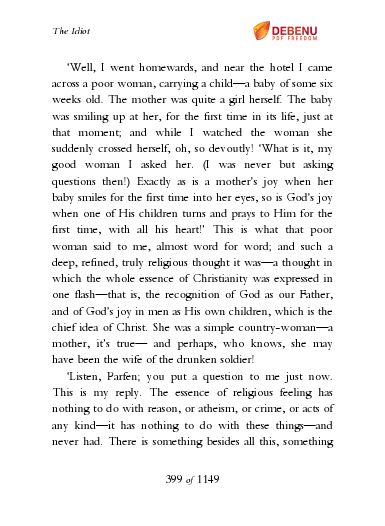 The Idiot
DEBENU
PDF FREEDOM
‘Well, I went homewards, and near the hotel I came
across a poor woman, carrying a child—a baby of some six
weeks old. The mother was quite a girl herself. The baby
was smiling up at her, for the first time in its life, just at
that moment; and while I watched the woman she
suddenly crossed herself, oh, so devoutly! ‘What is it, my
good woman I asked her. (I was never but asking
questions then!) Exactly as is a mother's joy when her
baby smiles for the first time into her eyes, so is God's joy
when one of His children turns and prays to Him for the
first time, with all his heart!’ This is what that poor
woman said to me, almost word for word; and such a
deep, refined, truly religious thought it was—a thought in
which the whole essence of Christianity was expressed in
one flash—that is, the recognition of God as our Father,
and of God's joy in men as His own children, which is the
chief idea of Christ. She was a simple country-woman—a
mother, it's true— and perhaps, who knows, she may
have been the wife of the drunken soldier!
‘Listen, Parfen; you put a question to me just now.
This is my reply. The essence of religious feeling has
nothing to do with reason, or atheism, or crime, or acts of
any kind—it has nothing to do with these things—and
never had. There is something besides all this, something
399 of 1149